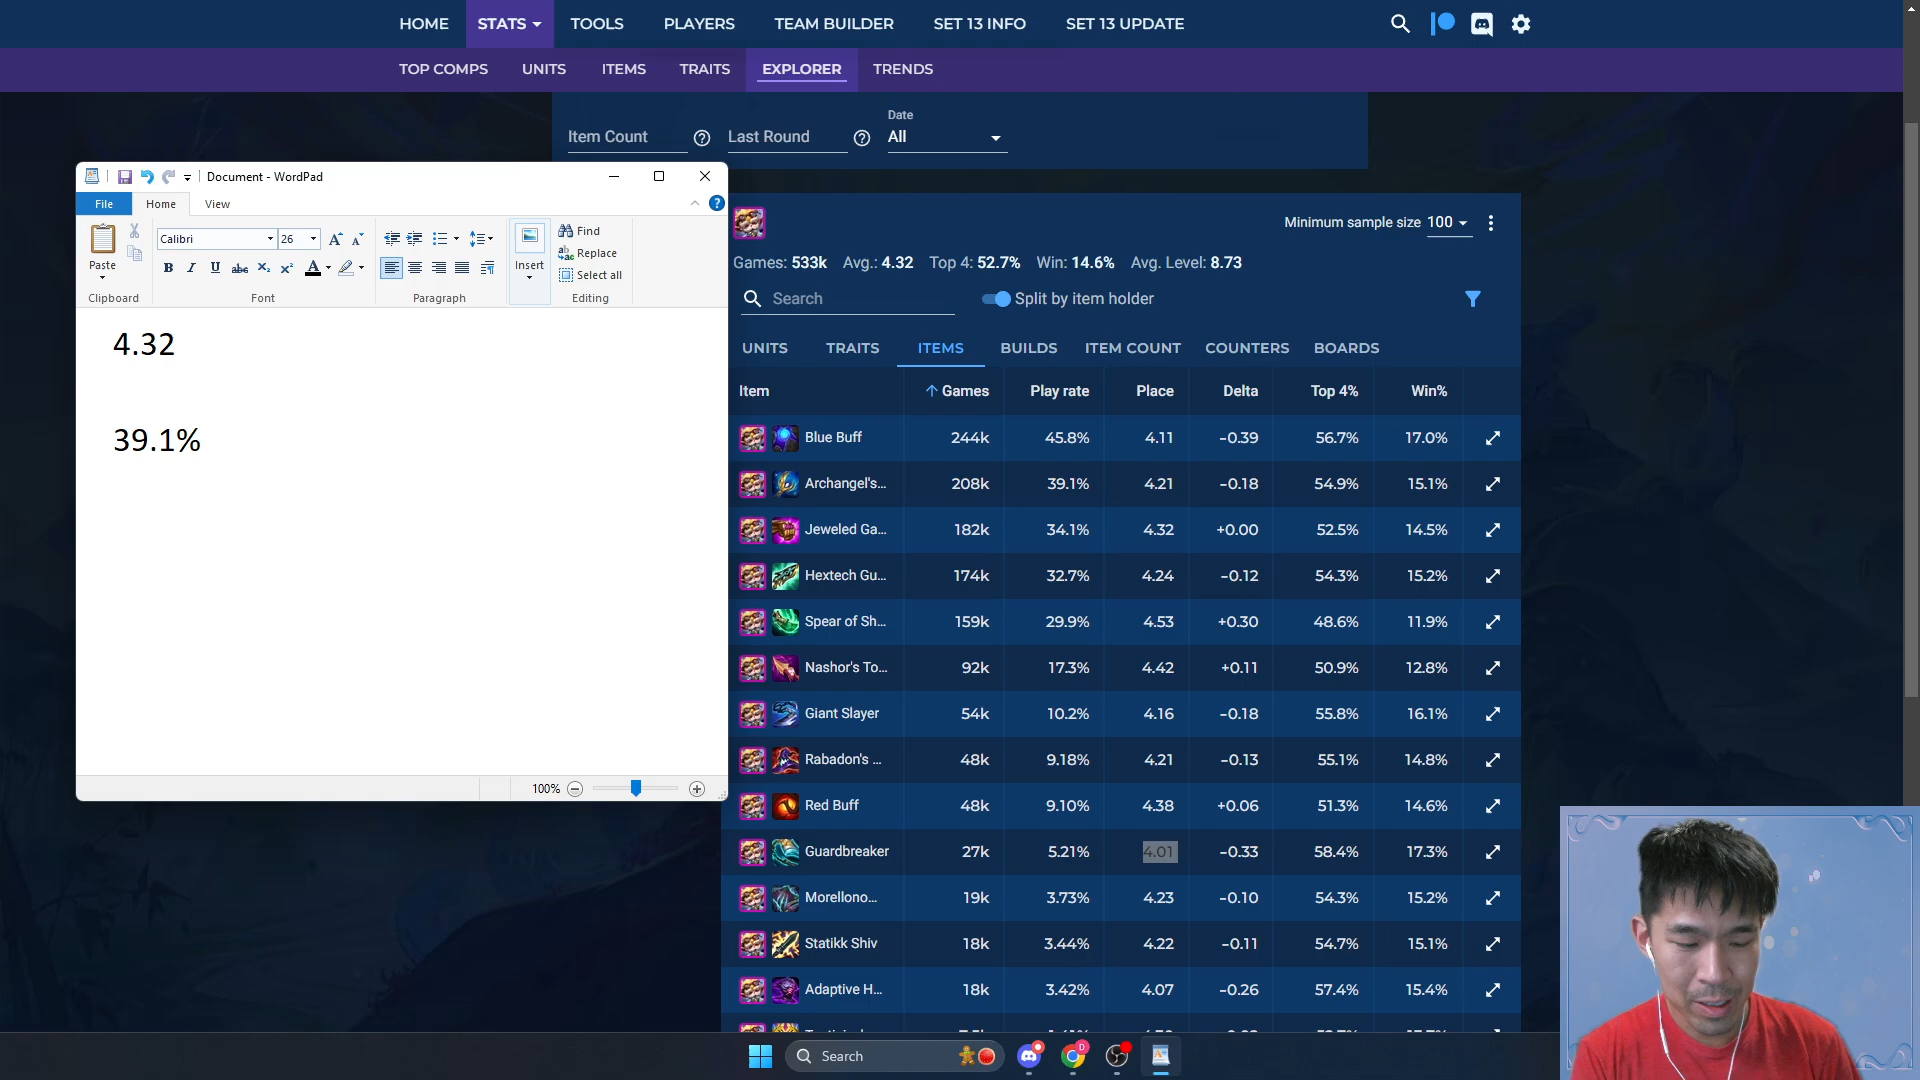 HOME STATS TOOLS PLAYERS TEAM BUILDER SET 13 INFO SET 13 UPDATE
TOP COMPS UNITS ITEMS TRAITS EXPLORER TRENDS
Date
Item Count Last Round All
Document - WordPad
File Home View
Calibri 26
Paste
Clipboard
Font
Paragraph
Insert
Find
Replace
Select all
Editing
4.32
39.1%
100%
Minimum sample size 100
Games: 533k Avg.: 4.32 Top 4: 52.7% Win: 14.6% Avg. Level: 8.73
Search Split by item holder
UNITS TRAITS ITEMS BUILDS ITEM COUNT COUNTERS BOARDS
Item Games Play rate Place Delta Top 4% Win%
Blue Buff 244k 45.8% 4.11 -0.39 56.7% 17.0%
Archangel's... 208k 39.1% 4.21 -0.18 54.9% 15.1%
Jeweled Ga... 182k 34.1% 4.32 +0.00 52.5% 14.5%
Hextech Gu... 174k 32.7% 4.24 -0.12 54.3% 15.2%
Spear of Sh... 159k 29.9% 4.53 +0.30 48.6% 11.9%
Nashor's To... 92k 17.3% 4.42 +0.11 50.9% 12.8%
Giant Slayer 54k 10.2% 4.16 -0.18 55.8% 16.1%
Rabadon's ... 48k 9.18% 4.21 -0.13 55.1% 14.8%
Red Buff 48k 9.10% 4.38 +0.06 51.3% 14.6%
Guardbreaker 27k 5.21% 4.01 -0.33 58.4% 17.3%
Morellono... 19k 3.73% 4.23 -0.10 54.3% 15.2%
Statikk Shiv 18k 3.44% 4.22 -0.11 54.7% 15.1%
Adaptive H... 18k 3.42% 4.07 -0.26 57.4% 15.4%
Search